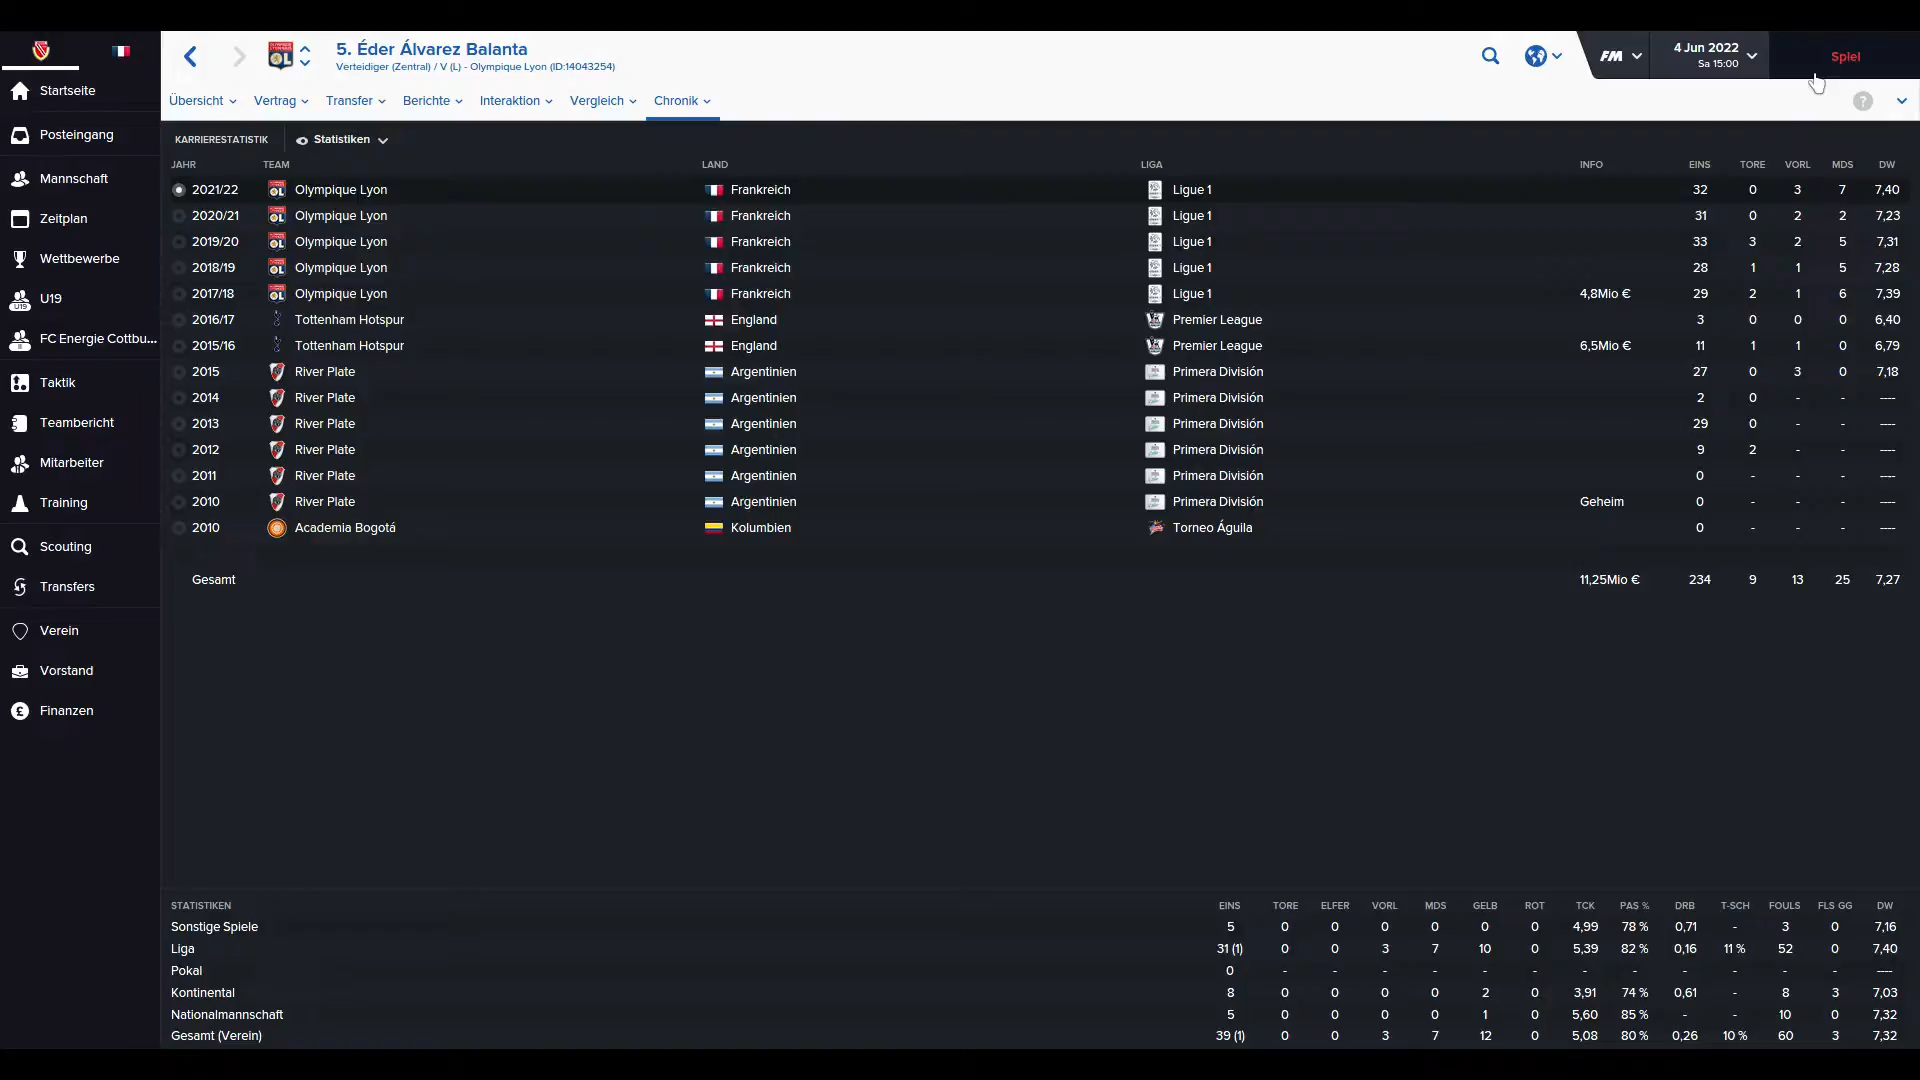 5. Éder Álvarez Balanta
Verteidiger (Zentral) / V (L) - Olympique Lyon (ID:14043254)
FM
4 Jun 2022
Sa 15:00
Spiel
Startseite
Posteingang
Mannschaft
Zeitplan
Wettbewerbe
U19
FC Energie Cottbu...
Taktik
Teambericht
Mitarbeiter
Training
Scouting
Transfers
Verein
Vorstand
Finanzen
Übersicht Vertrag Transfer Berichte Interaktion Vergleich Chronik ?
KARRIERESTATISTIK Statistiken
JAHR TEAM LAND LIGA INFO EINS TORE VORL MDS DW
2021/22 Olympique Lyon Frankreich Ligue 1 32 0 3 7 7,40
2020/21 Olympique Lyon Frankreich Ligue 1 31 0 2 2 7,23
2019/20 Olympique Lyon Frankreich Ligue 1 33 3 2 5 7,31
2018/19 Olympique Lyon Frankreich Ligue 1 28 1 1 5 7,28
2017/18 Olympique Lyon Frankreich Ligue 1 4,8Mio € 29 2 1 6 7,39
2016/17 Tottenham Hotspur England Premier League 3 0 0 0 6,40
2015/16 Tottenham Hotspur England Premier League 6,5Mio € 11 1 1 0 6,79
2015 River Plate Argentinien Primera División 27 0 3 0 7,18
2014 River Plate Argentinien Primera División 2 0 - - ----
2013 River Plate Argentinien Primera División 29 0 - - ----
2012 River Plate Argentinien Primera División 9 2 - - ----
2011 River Plate Argentinien Primera División 0 - - - ----
2010 River Plate Argentinien Primera División Geheim 0 - - - ----
2010 Academia Bogotá Kolumbien Torneo Águila 0 - - - ----
Gesamt 11,25Mio € 234 9 13 25 7,27
STATISTIKEN EINS TORE ELFER VORL MDS GELB ROT TCK PAS % DRB T-SCH FOULS FLS GG DW
Sonstige Spiele 5 0 0 0 0 0 0 4,99 78 % 0,71 - 3 0 7,16
Liga 31 (1) 0 0 3 7 10 0 5,39 82 % 0,16 11 % 52 0 7,40
Pokal 0 - - - - - - - - - - - - ----
Kontinental 8 0 0 0 0 2 0 3,91 74 % 0,61 - 8 3 7,03
Nationalmannschaft 5 0 0 0 0 1 0 5,60 85 % - - 10 0 7,32
Gesamt (Verein) 39 (1) 0 0 3 7 12 0 5,08 80 % 0,26 10 % 60 3 7,32